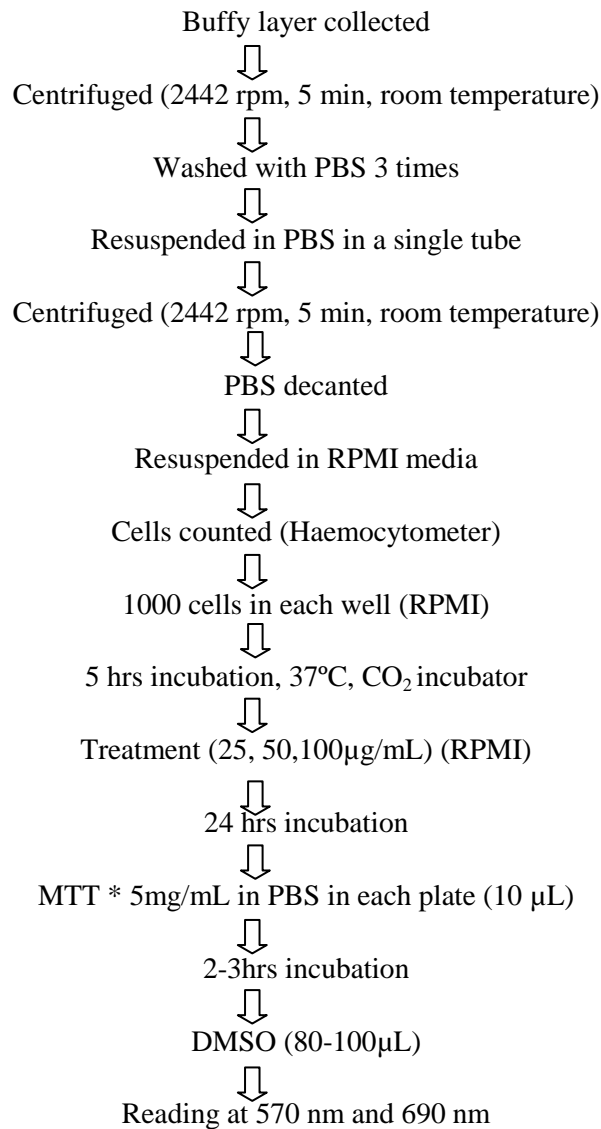 Buffy layer collected
Centrifuged (2442 rpm, 5 min, room temperature)
Washed with PBS 3 times
Resuspended in PBS in a single tube
Centrifuged (2442 rpm, 5 min, room temperature)
PBS decanted
Resuspended in RPMI media
Cells counted (Haemocytometer)
1000 cells in each well (RPMI)
5 hrs incubation, 37ºC, CO₂ incubator
Treatment (25, 50,100µg/mL) (RPMI)
24 hrs incubation
MTT * 5mg/mL in PBS in each plate (10 µL)
2-3hrs incubation
DMSO (80-100µL)
Reading at 570 nm and 690 nm